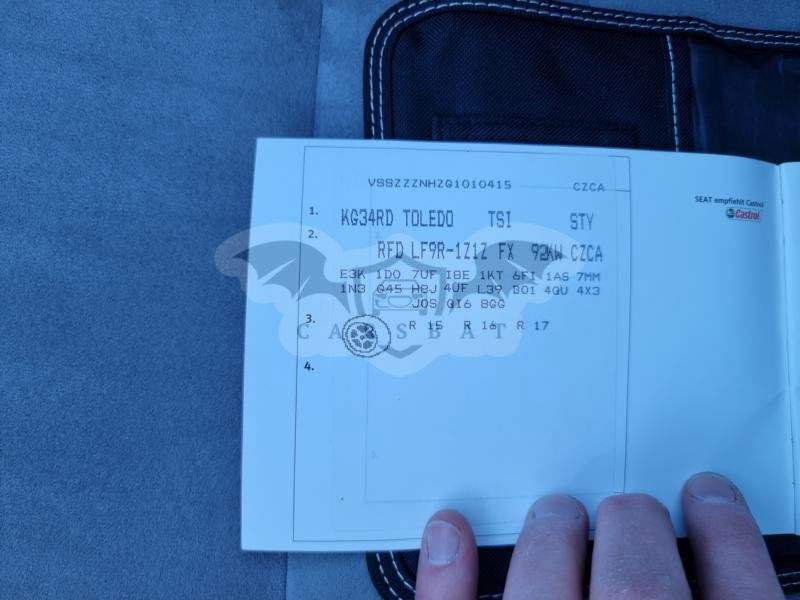 VSSZZZNHZG1010415 CZCA
SEAT empfiehlt Castrol
Castrol
1. KG34RD TOLEDO TSI STY
2. RFD LF9R-1Z1Z FX 92KW CZCA
E3K 1D0 7UF I8E 1KT 6FI 1AS 7MM
1N3 Q45 H8J 4UF L39 B0I 4GU 4X3
J0S QI6 8GG
3. R 15 R 16 R 17
CARSBAT
4.